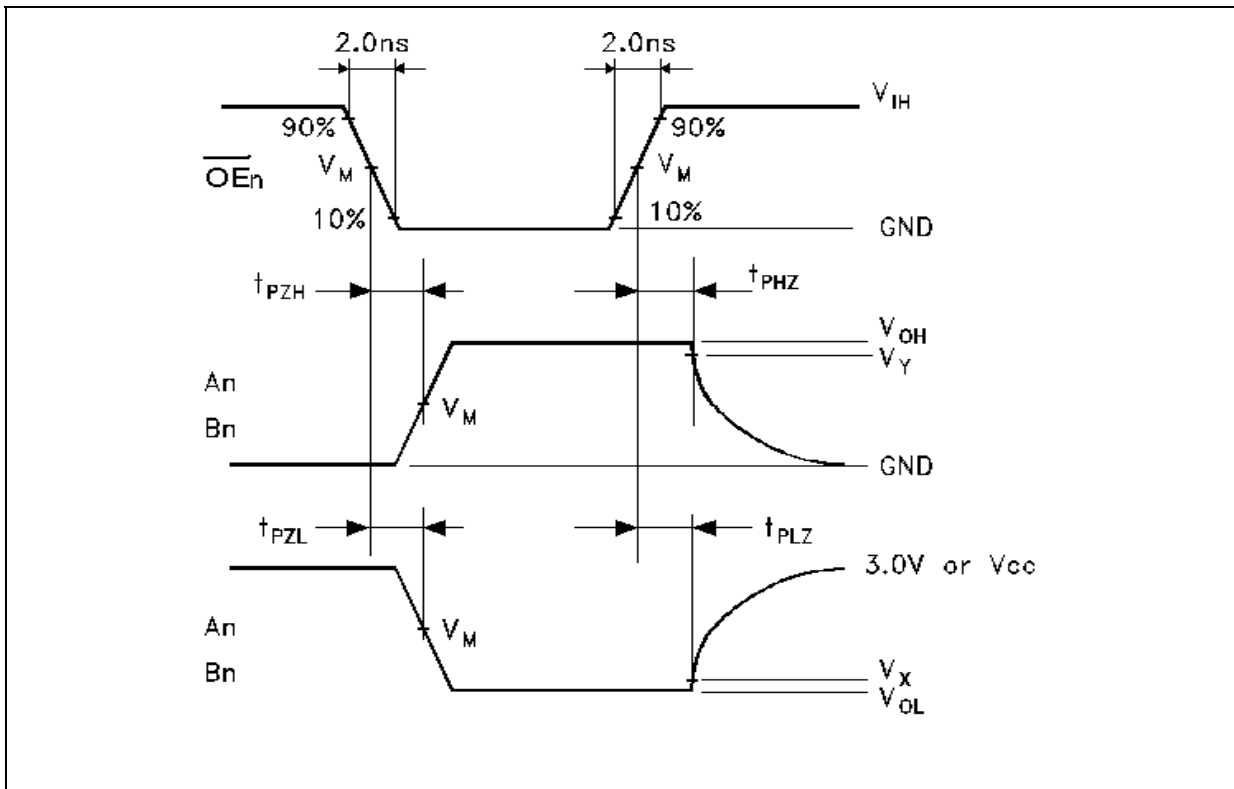 2.0ns 2.0ns
V_IH
90% 90%
O̅E̅n V_M V_M
10% 10%
GND
t_PZH t_PHZ
V_OH
V_Y
An
V_M
Bn
GND
t_PZL t_PLZ
3.0V or Vcc
An
V_M
Bn
V_X
V_OL